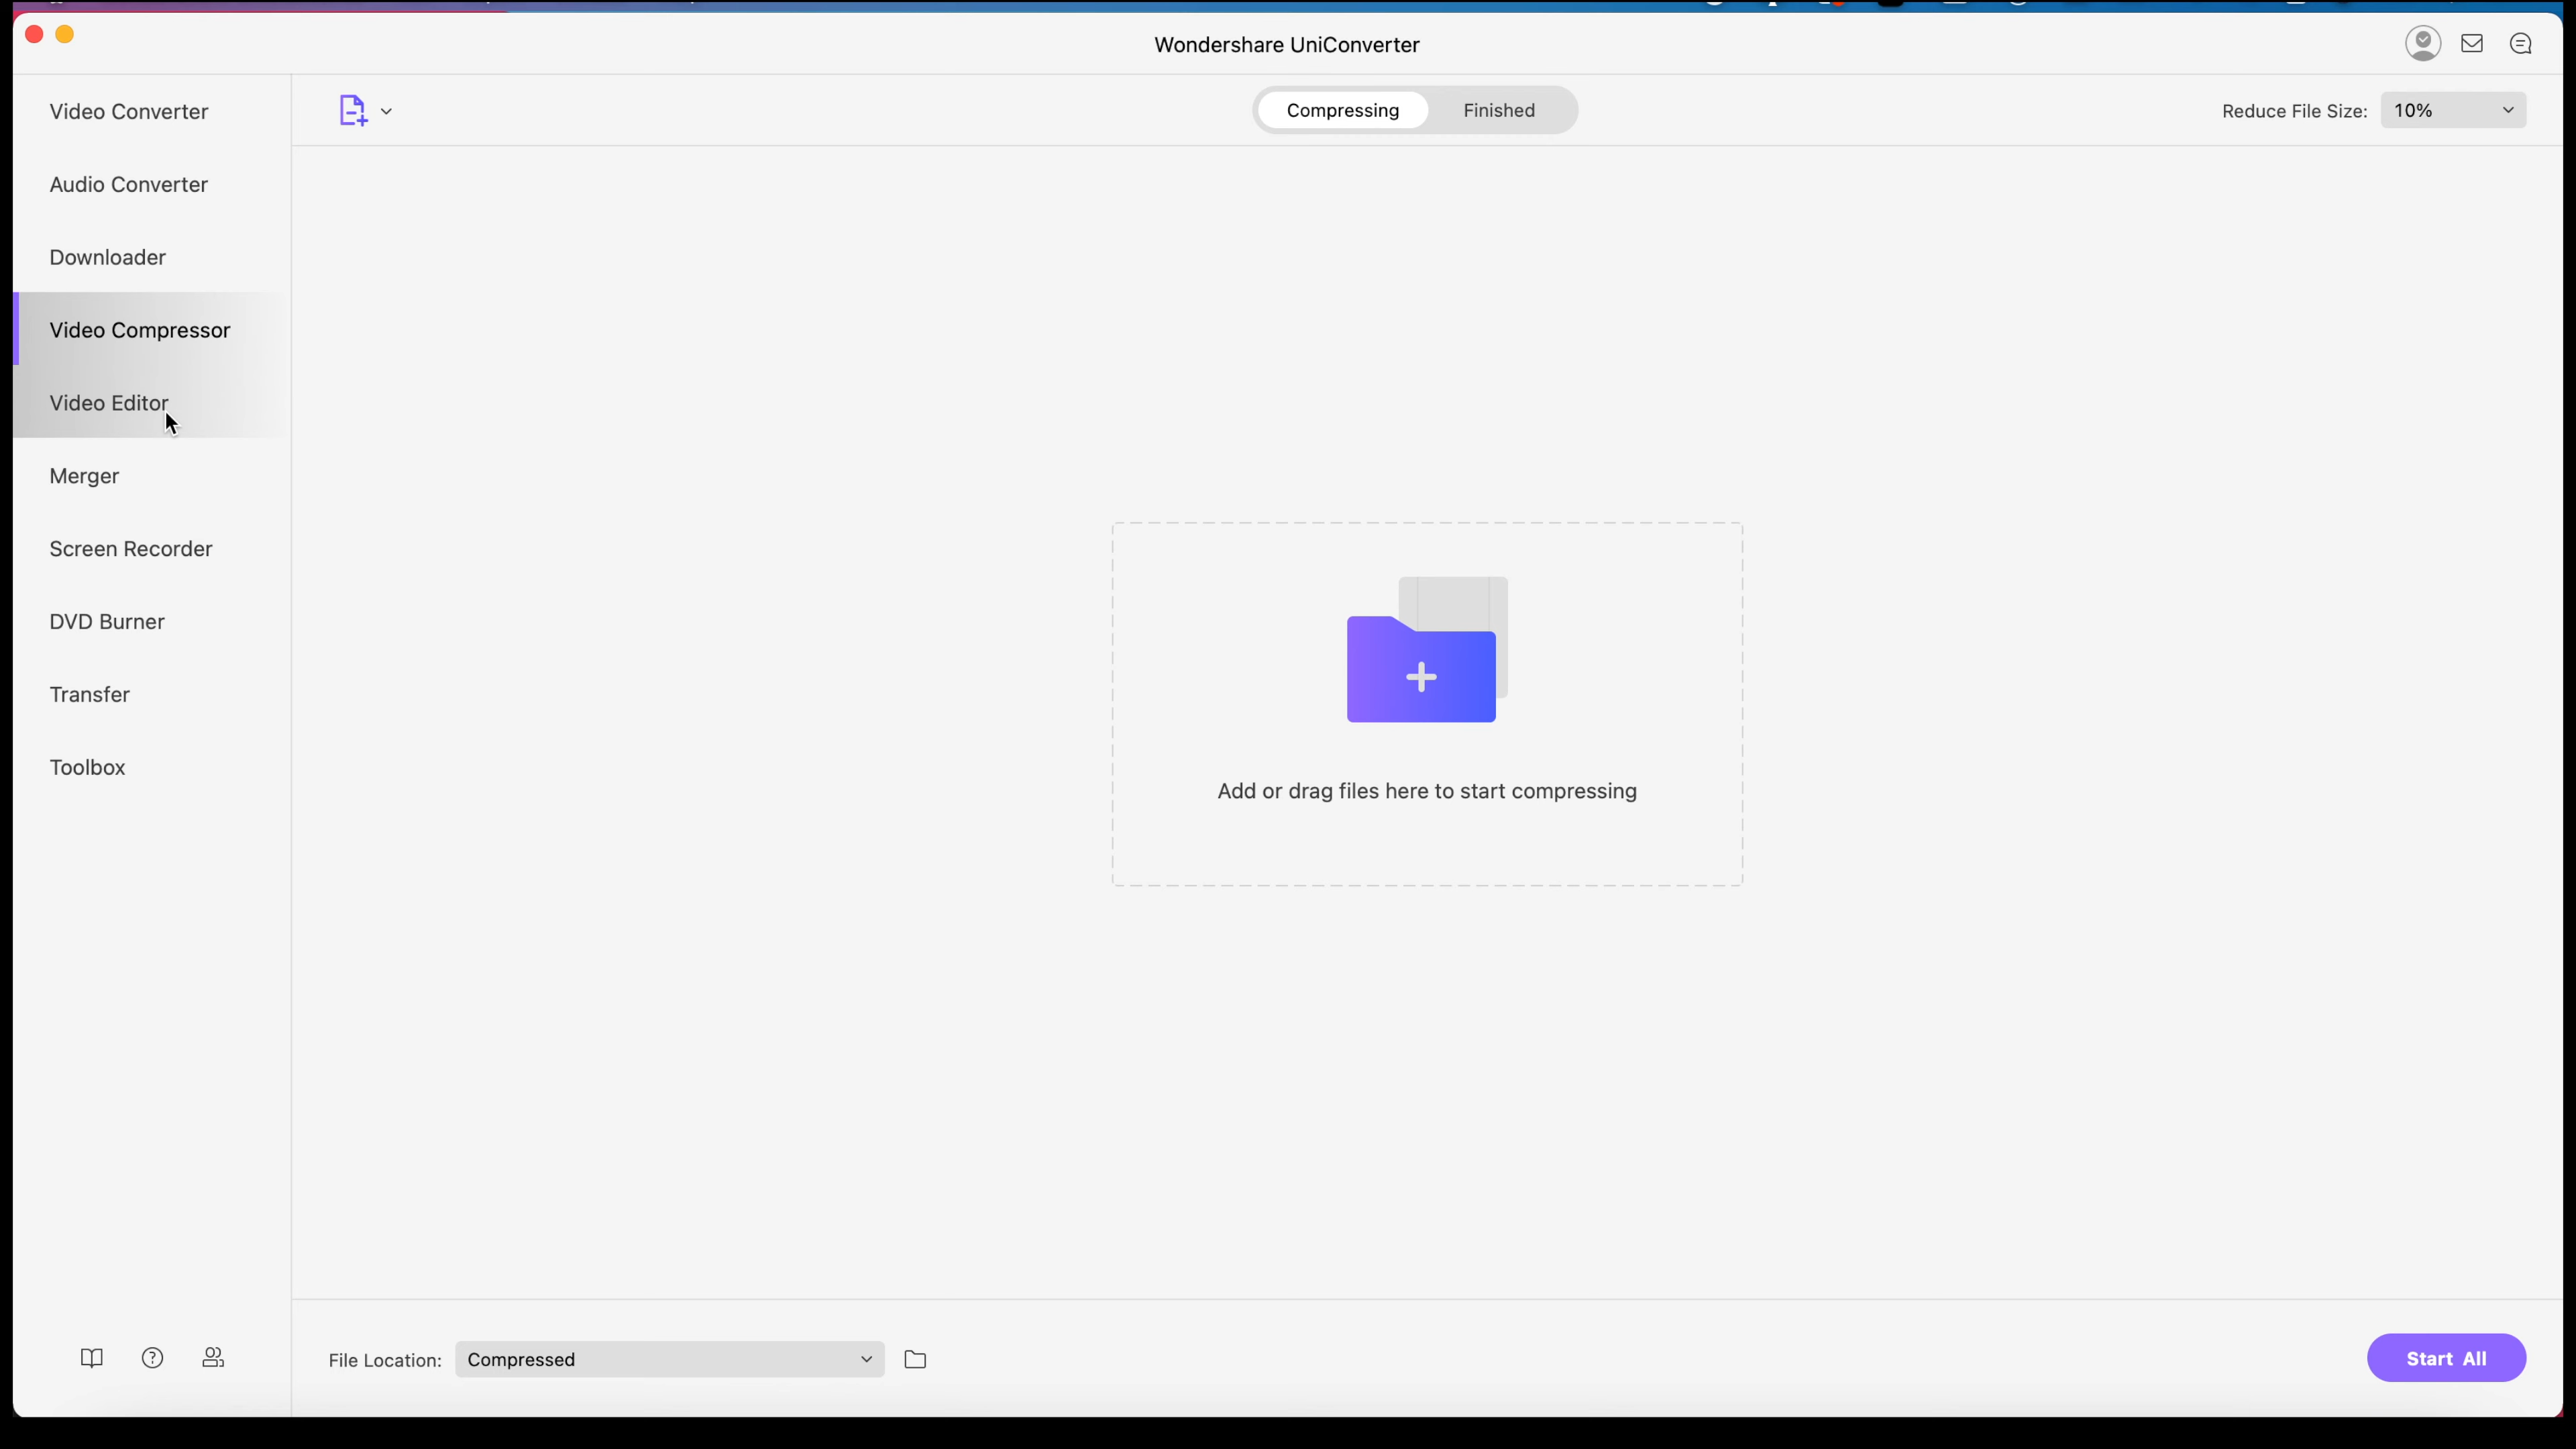 Wondershare UniConverter
Video Converter
Audio Converter
Downloader
Video Compressor
Video Editor
Merger
Screen Recorder
DVD Burner
Transfer
Toolbox
Compressing Finished
Reduce File Size: 10%
Add or drag files here to start compressing
File Location: Compressed
Start All